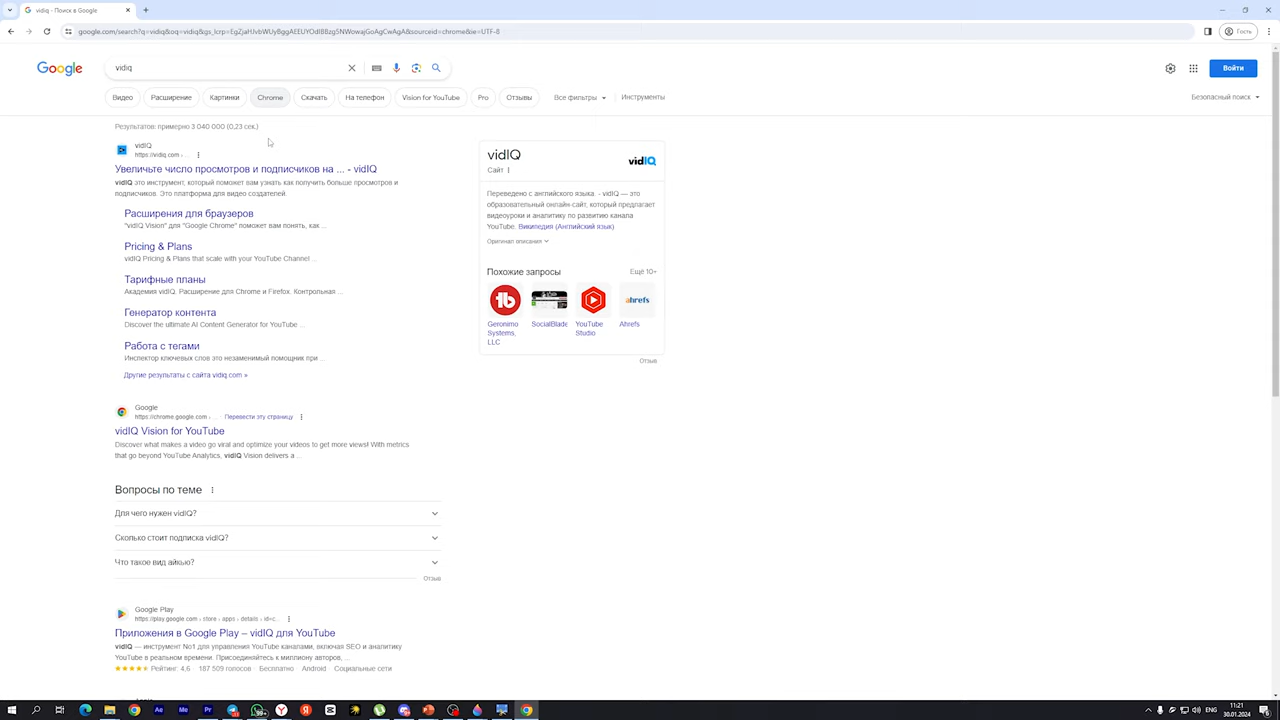 vidiq - Поиск в Google
google.com/search?q=vidiq&oq=vidiq&gs_lcrp=EgZjaHJvbWUyBggAEEUYOdIBBzg5NWowajGoAgCwAgA&sourceid=chrome&ie=UTF-8
Гость
Google
vidiq
Войти
Видео
Расширение
Картинки
Chrome
Скачать
На телефон
Vision for YouTube
Pro
Отзывы
Все фильтры
Инструменты
Безопасный поиск
Результатов: примерно 3 040 000 (0,23 сек.)
vidIQ
https://vidiq.com › ...
Увеличьте число просмотров и подписчиков на ... - vidIQ
vidIQ это инструмент, который поможет вам узнать как получить больше просмотров и
подписчиков. Это платформа для видео создателей.
Расширения для браузеров
"vidIQ Vision" для "Google Chrome" поможет вам понять, как ...
Pricing & Plans
vidIQ Pricing & Plans that scale with your YouTube Channel ...
Тарифные планы
Академия vidIQ: Расширение для Chrome и Firefox. Контрольная ...
Генератор контента
Discover the ultimate AI Content Generator for YouTube ...
Работа с тегами
Инспектор ключевых слов это незаменимый помощник при ...
Другие результаты с сайта vidiq.com »
Google
https://chrome.google.com › ... · Перевести эту страницу
vidIQ Vision for YouTube
Discover what makes a video go viral and optimize your videos to get more views! With metrics
that go beyond YouTube Analytics, vidIQ Vision delivers a ...
Вопросы по теме
Для чего нужен vidIQ?
Сколько стоит подписка vidIQ?
Что такое вид айкью?
Отзыв
Google Play
https://play.google.com › store › apps › details › id=c...
Приложения в Google Play – vidIQ для YouTube
vidIQ — инструмент No1 для управления YouTube каналами, включая SEO и аналитику
YouTube в реальном времени. Присоединяйтесь к миллиону авторов, ...
Рейтинг: 4,6 · 187 509 голосов · Бесплатно · Android · Социальные сети
vidIQ
Сайт
vidIQ
Переведено с английского языка. - vidIQ — это
образовательный онлайн-сайт, который предлагает
видеоуроки и аналитику по развитию канала
YouTube. Википедия (Английский язык)
Оригинал описания
Похожие запросы
Ещё 10+
ahrefs
Geronimo
Systems,
LLC
SocialBlade
YouTube
Studio
Ahrefs
Отзыв
Ae
Me
Pr
99+
11:21
30.01.2024